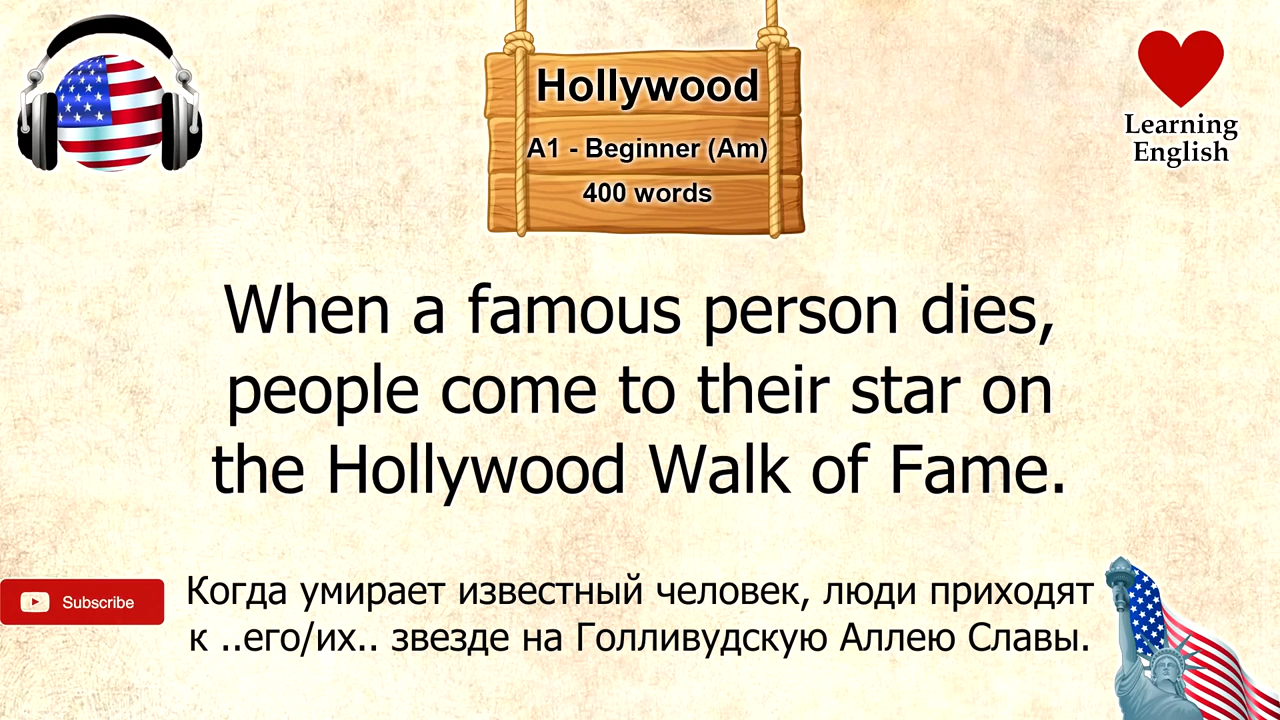 Hollywood
A1 - Beginner (Am)
400 words
Learning
English
When a famous person dies,
people come to their star on
the Hollywood Walk of Fame.
Subscribe
Когда умирает известный человек, люди приходят
к ..его/их.. звезде на Голливудскую Аллею Славы.